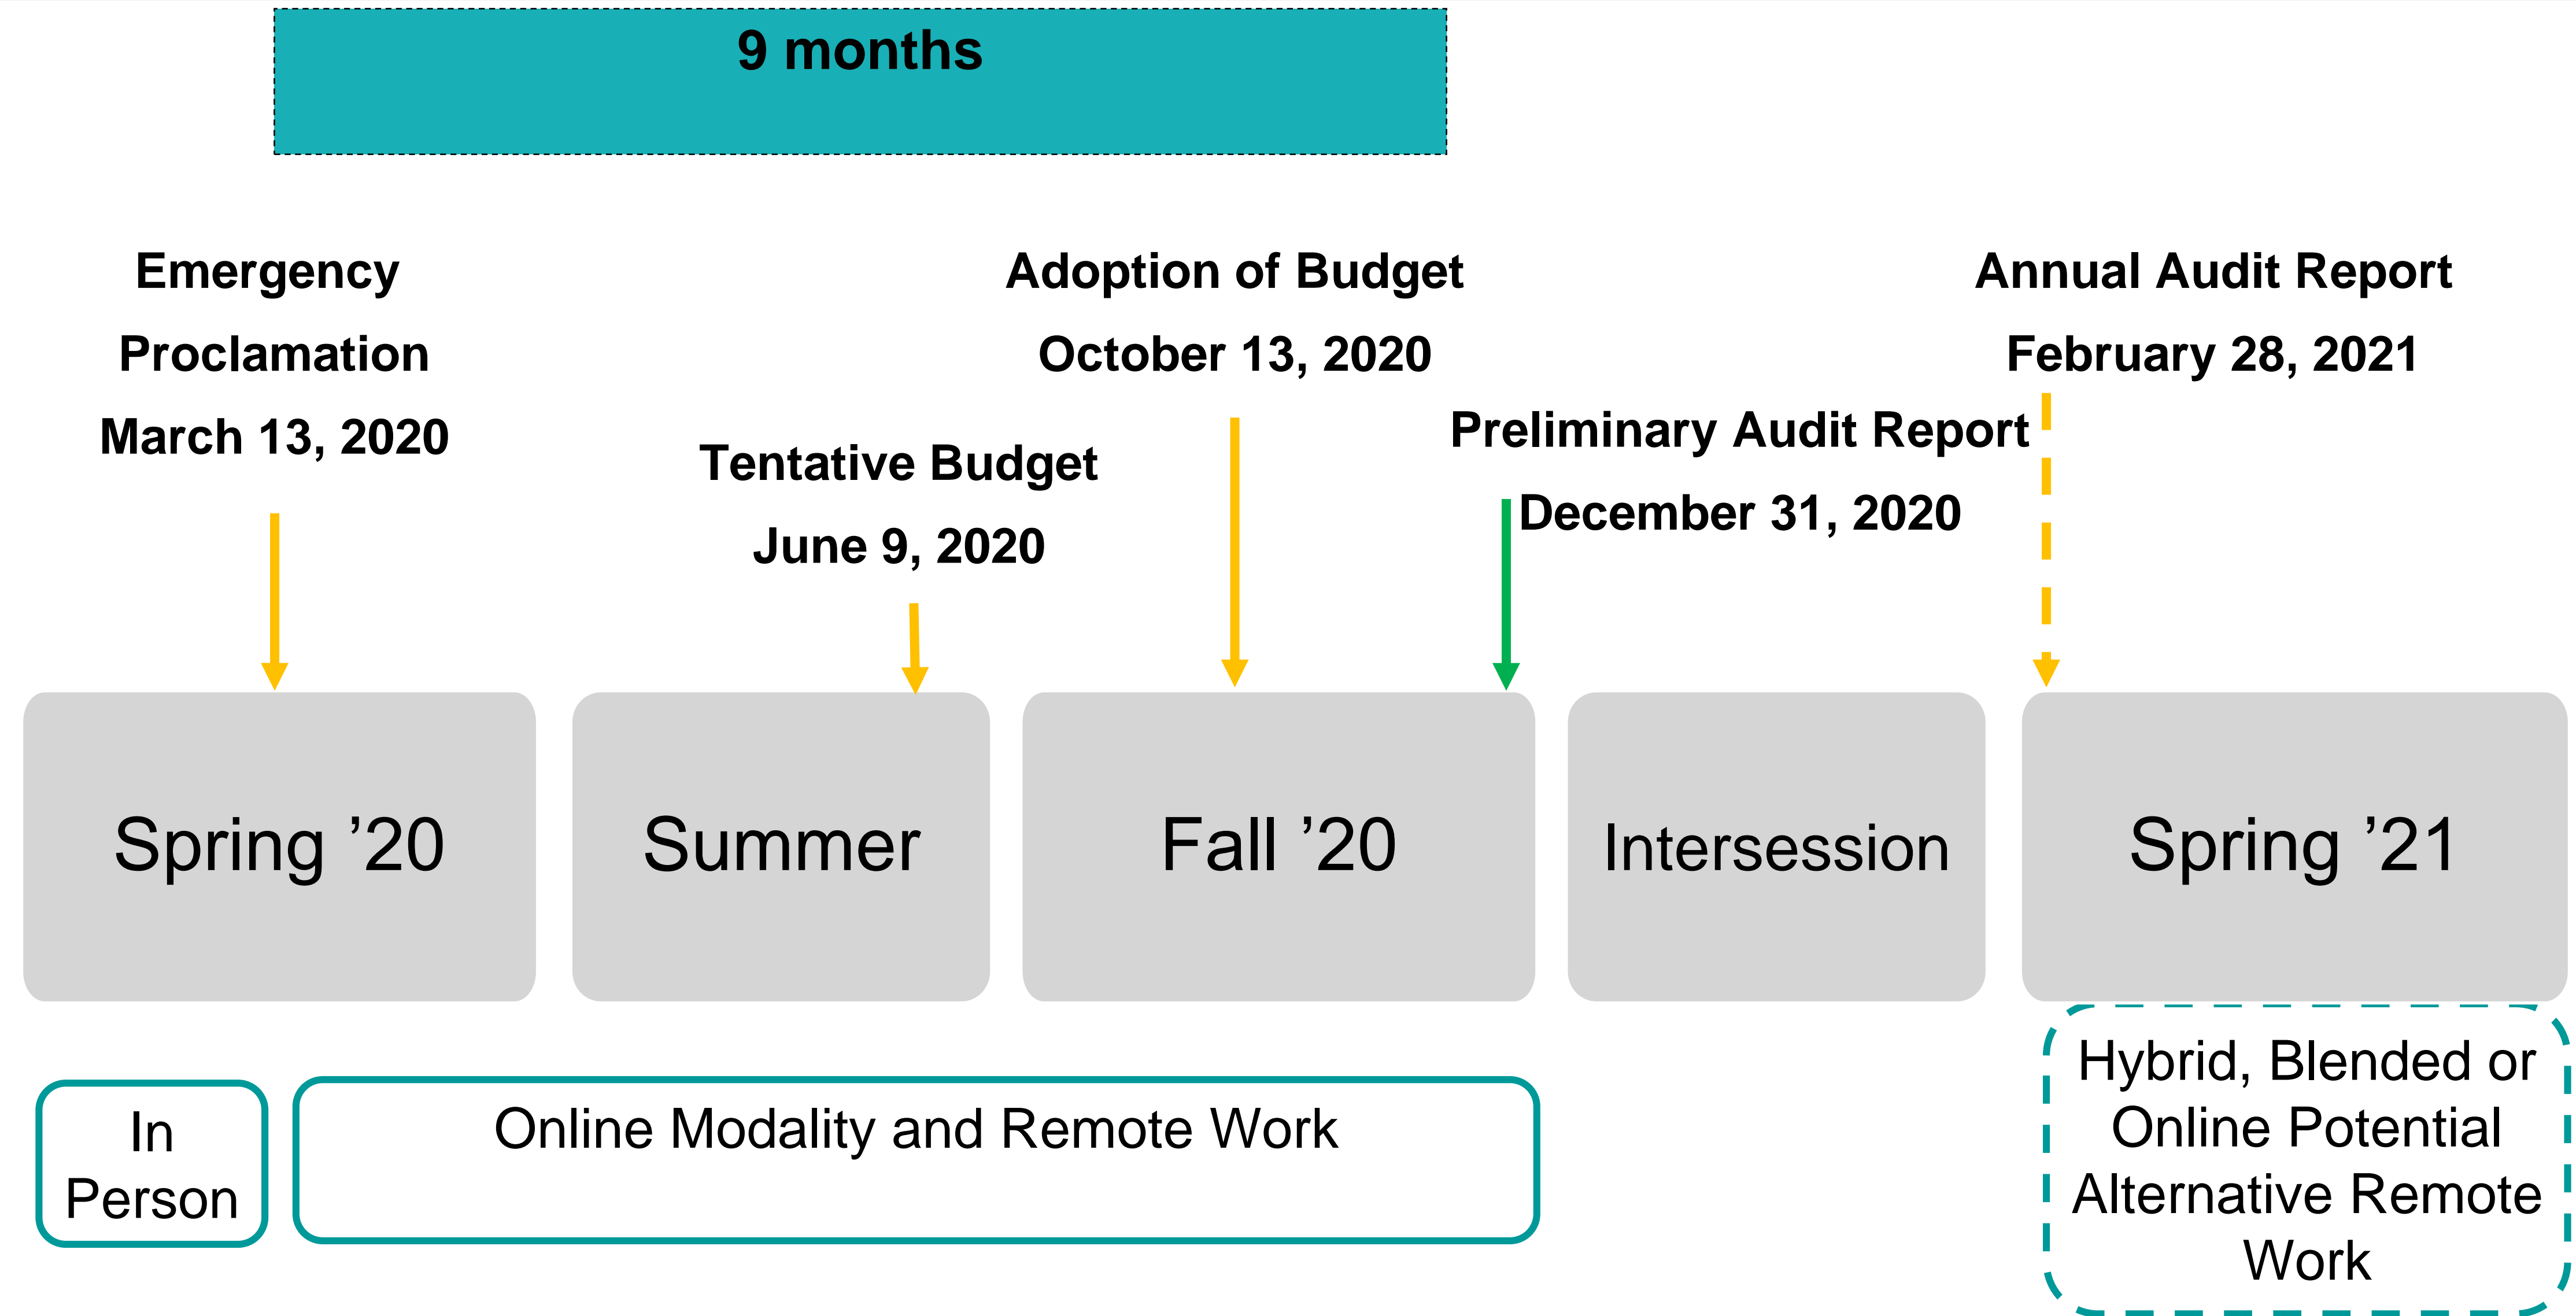 9 months
Emergency
Proclamation
March 13, 2020
Tentative Budget
June 9, 2020
Adoption of Budget
October 13, 2020
Preliminary Audit Report
December 31, 2020
Annual Audit Report
February 28, 2021
Spring ’20
Summer
Fall ’20
Intersession
Spring ’21
In
Person
Online Modality and Remote Work
Hybrid, Blended or
Online Potential
Alternative Remote
Work